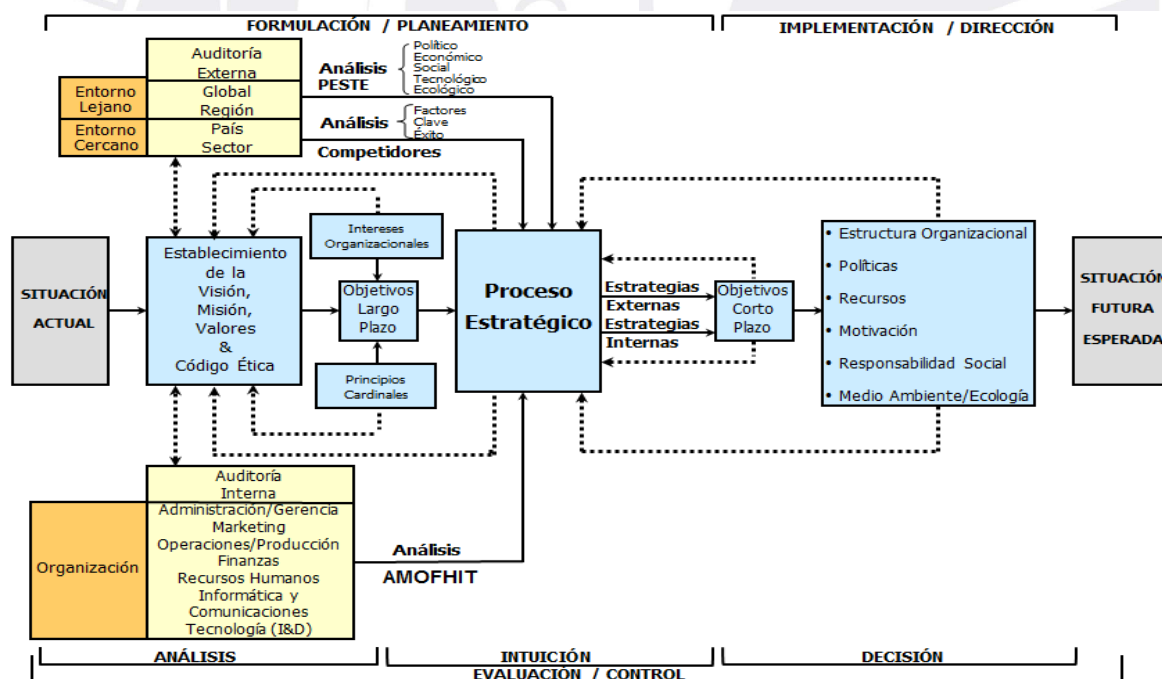 FORMULACIÓN / PLANEAMIENTO
IMPLEMENTACIÓN / DIRECCIÓN
Auditoría
Externa
Entorno
Lejano
Global
Región
Entorno
Cercano
País
Sector
Análisis
PESTE
Político
Económico
Social
Tecnológico
Ecológico
Análisis
Competidores
Factores
Clave
Éxito
SITUACIÓN
ACTUAL
Establecimiento
de la
Visión,
Misión,
Valores
&
Código Ética
Intereses
Organizacionales
Objetivos
Largo
Plazo
Principios
Cardinales
Proceso
Estratégico
Estrategias
Externas
Estrategias
Internas
Objetivos
Corto
Plazo
• Estructura Organizacional
• Políticas
• Recursos
• Motivación
• Responsabilidad Social
• Medio Ambiente/Ecología
SITUACIÓN
FUTURA
ESPERADA
Auditoría
Interna
Organización
Administración/Gerencia
Marketing
Operaciones/Producción
Finanzas
Recursos Humanos
Informática y
Comunicaciones
Tecnología (I&D)
Análisis
AMOFHIT
ANÁLISIS
INTUICIÓN
DECISIÓN
EVALUACIÓN / CONTROL